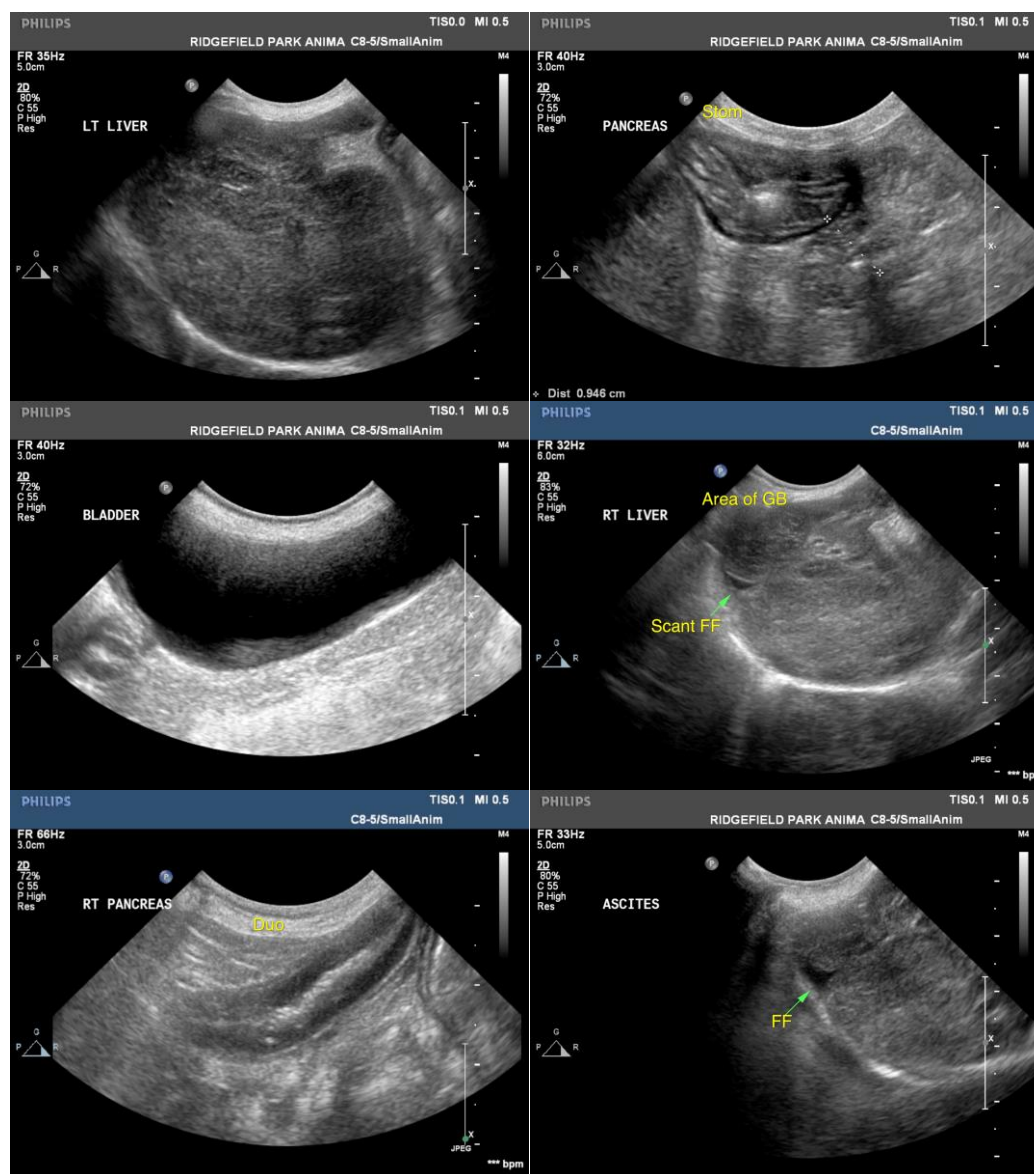 PHILIPS TIS0.0 MI 0.5
RIDGEFIELD PARK ANIMA C8-5/SmallAnim
FR 35Hz
5.0cm
M4
2D
80%
C 55
P High
Res
P
LT LIVER
X
G
P R
PHILIPS TIS0.1 MI 0.5
RIDGEFIELD PARK ANIMA C8-5/SmallAnim
FR 40Hz
3.0cm
M4
2D
72%
C 55
P High
Res
P
Stom
PANCREAS
X
G
P R
Dist 0.946 cm
PHILIPS TIS0.1 MI 0.5
RIDGEFIELD PARK ANIMA C8-5/SmallAnim
FR 40Hz
3.0cm
M4
2D
72%
C 55
P High
Res
P
BLADDER
X
G
P R
PHILIPS TIS0.1 MI 0.5
C8-5/SmallAnim
FR 32Hz
6.0cm
M4
2D
83%
C 55
P High
Res
P
Area of GB
RT LIVER
Scant FF
X
G
P R
JPEG
*** bp
PHILIPS TIS0.1 MI 0.5
C8-5/SmallAnim
FR 66Hz
3.0cm
M4
2D
72%
C 55
P High
Res
P
RT PANCREAS
Duo
G
P R
X
JPEG
*** bpm
PHILIPS TIS0.1 MI 0.5
RIDGEFIELD PARK ANIMA C8-5/SmallAnim
FR 33Hz
5.0cm
M4
2D
80%
C 55
P High
Res
P
ASCITES
FF
X
G
P R